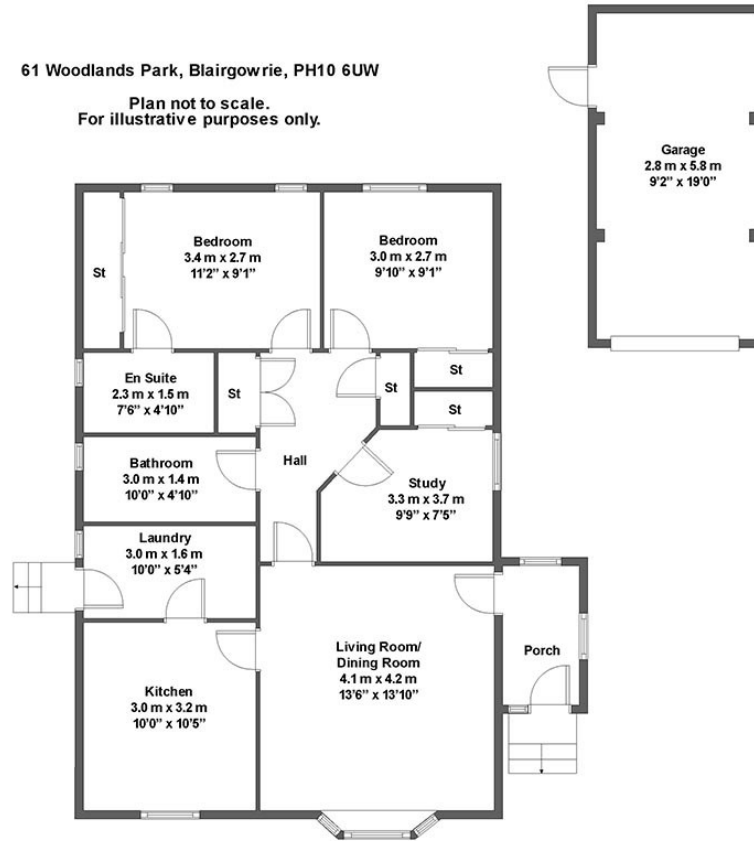 61 Woodlands Park, Blairgowrie, PH10 6UW
Plan not to scale.
For illustrative purposes only.
Garage
2.8 m x 5.8 m
9'2” x 19'0”
St
Bedroom
3.4 m x 2.7 m
11'2” x 9'1”
Bedroom
3.0 m x 2.7 m
9'10” x 9'1”
En Suite
2.3 m x 1.5 m
7'6” x 4'10”
St
St
St
St
Bathroom
3.0 m x 1.4 m
10'0” x 4'10”
Hall
Study
3.3 m x 3.7 m
9'9” x 7'5”
Laundry
3.0 m x 1.6 m
10'0” x 5'4”
Living Room/
Dining Room
4.1 m x 4.2 m
13'6” x 13'10”
Porch
Kitchen
3.0 m x 3.2 m
10'0” x 10'5”